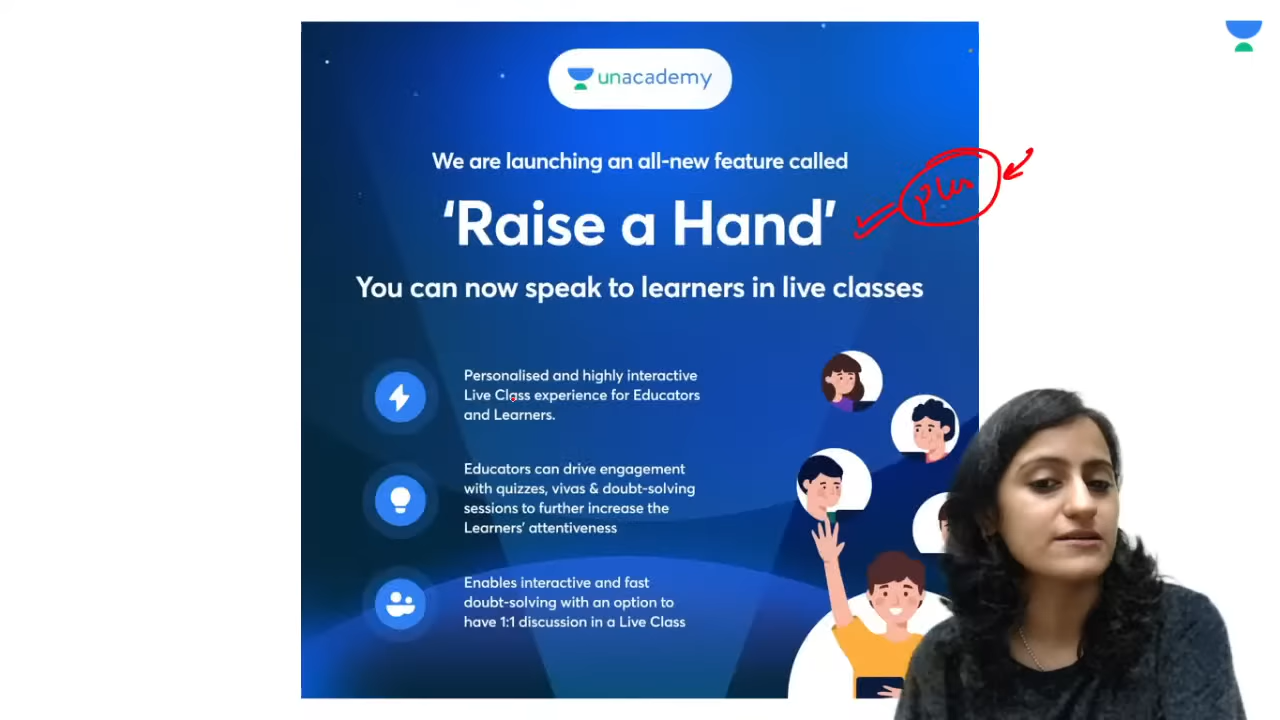 unacademy
We are launching an all-new feature called
'Raise a Hand'
plus
You can now speak to learners in live classes
Personalised and highly interactive
Live Class experience for Educators
and Learners.
Educators can drive engagement
with quizzes, vivas & doubt-solving
sessions to further increase the
Learners' attentiveness
Enables interactive and fast
doubt-solving with an option to
have 1:1 discussion in a Live Class